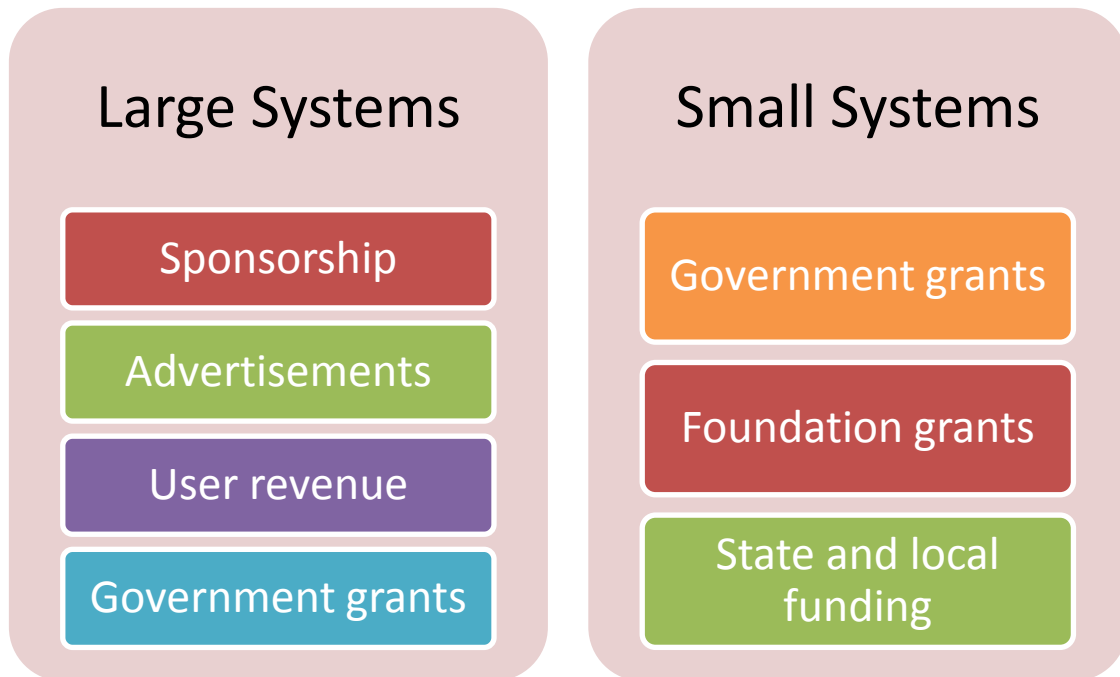 Large Systems
Sponsorship
Advertisements
User revenue
Government grants
Small Systems
Government grants
Foundation grants
State and local
funding